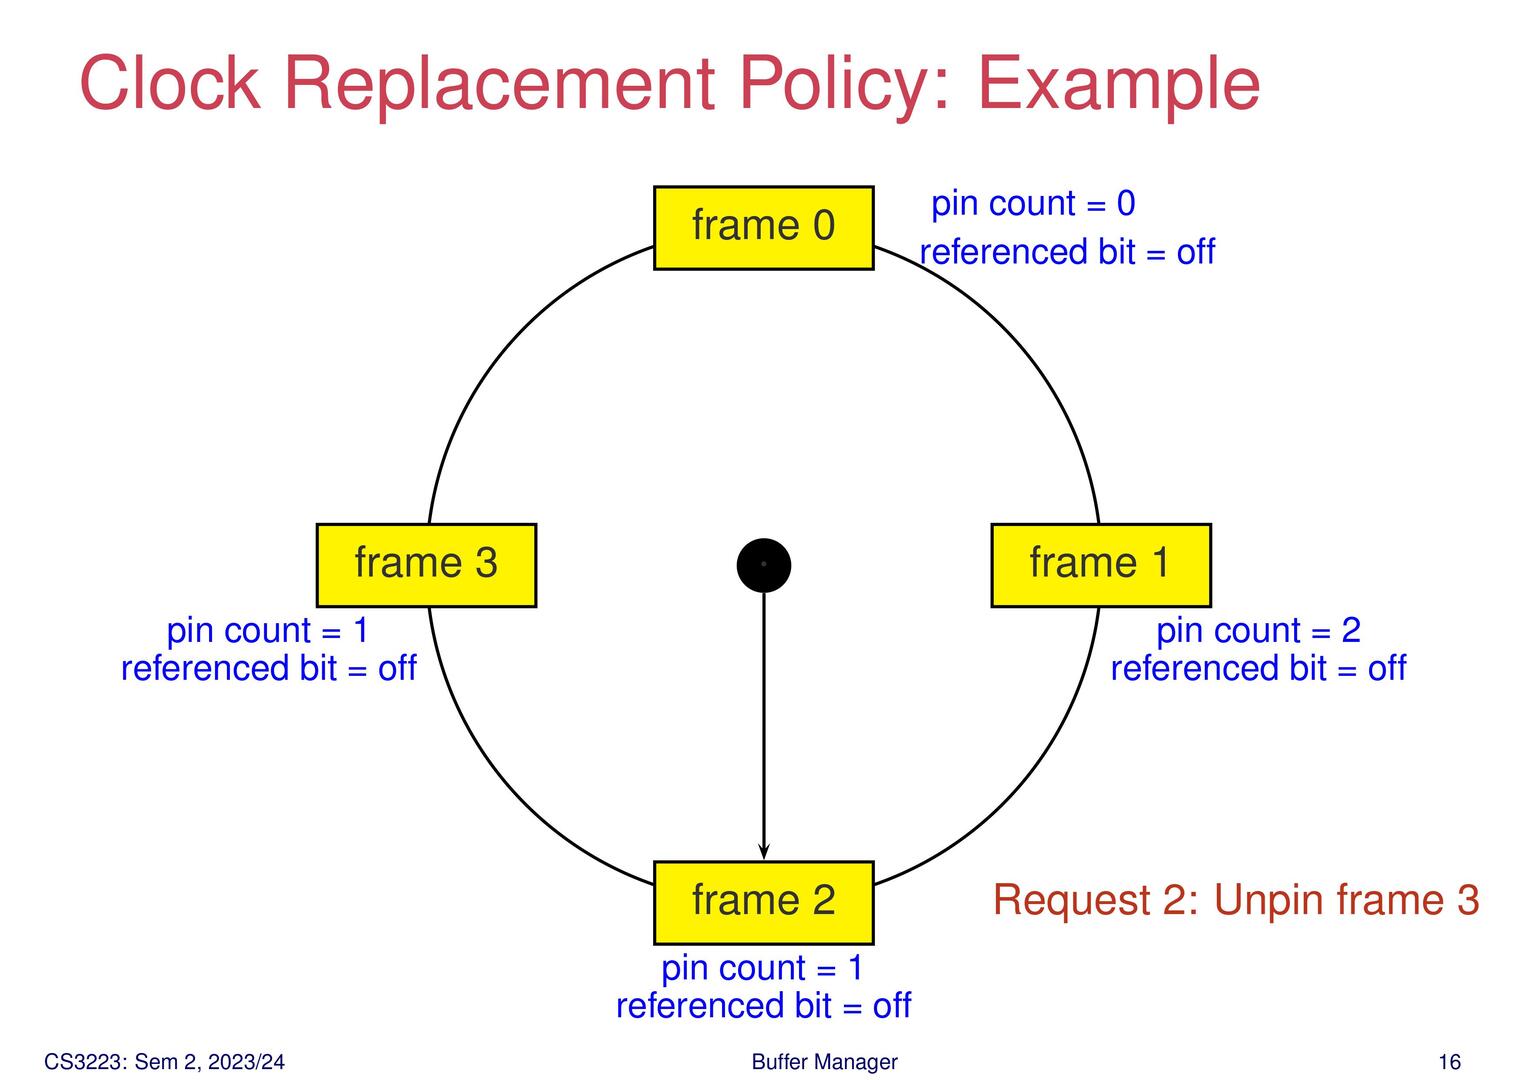 Clock Replacement Policy: Example
frame 0
pin count = 0
referenced bit = off
frame 3
pin count = 1
referenced bit = off
frame 1
pin count = 2
referenced bit = off
frame 2
pin count = 1
referenced bit = off
Request 2: Unpin frame 3
CS3223: Sem 2, 2023/24
Buffer Manager
16